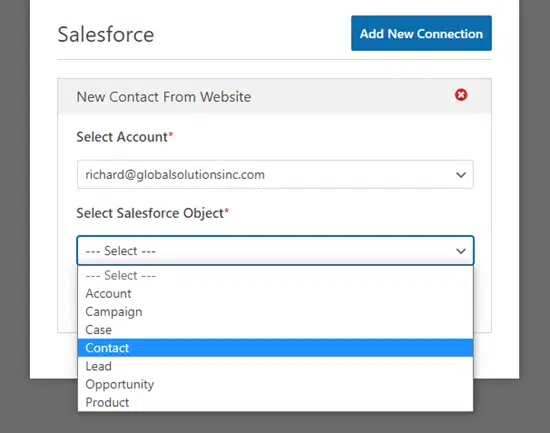 Salesforce
Add New Connection
New Contact From Website
Select Account*
richard@globalsolutionsinc.com
Select Salesforce Object*
--- Select ---
--- Select ---
Account
Campaign
Case
Contact
Lead
Opportunity
Product